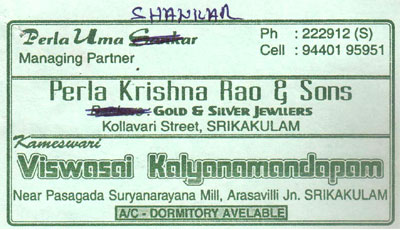 SHANKAR
Perla Uma Sankar
Ph : 222912 (S)
Managing Partner
Cell : 94401 95951
Perla Krishna Rao & Sons
GOLD & SILVER JEWLLERS
Kollavari Street, SRIKAKULAM
Kameswari
Viswasai Kalyanamandapam
Near Pasagada Suryanarayana Mill, Arasavilli Jn. SRIKAKULAM
A/C - DORMITORY AVELABLE